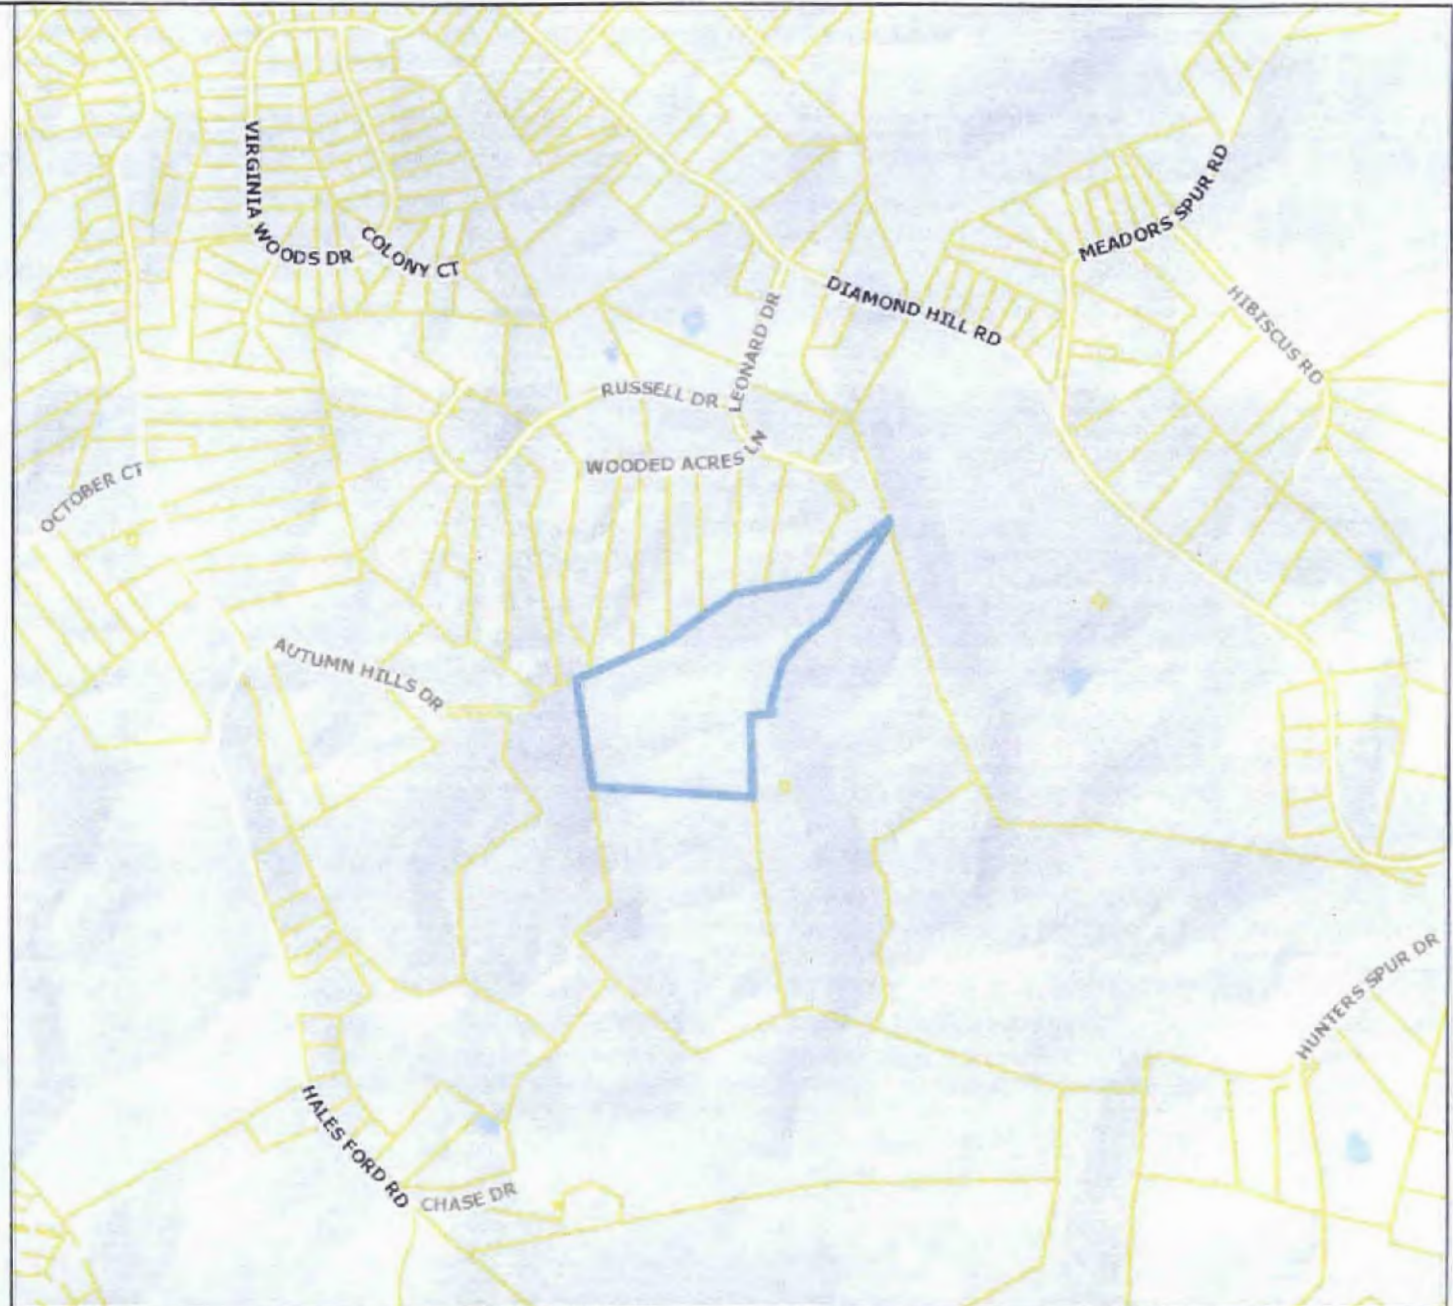 VIRGINIA WOODS DR
COLONY CT
MEADORS SPUR RD
DIAMOND HILL RD
HIBISCUS RD
LEONARD DR
RUSSELL DR
WOODED ACRES LN
OCTOBER CT
AUTUMN HILLS DR
HUNTERS SPUR DR
HALES FORD RD
CHASE DR